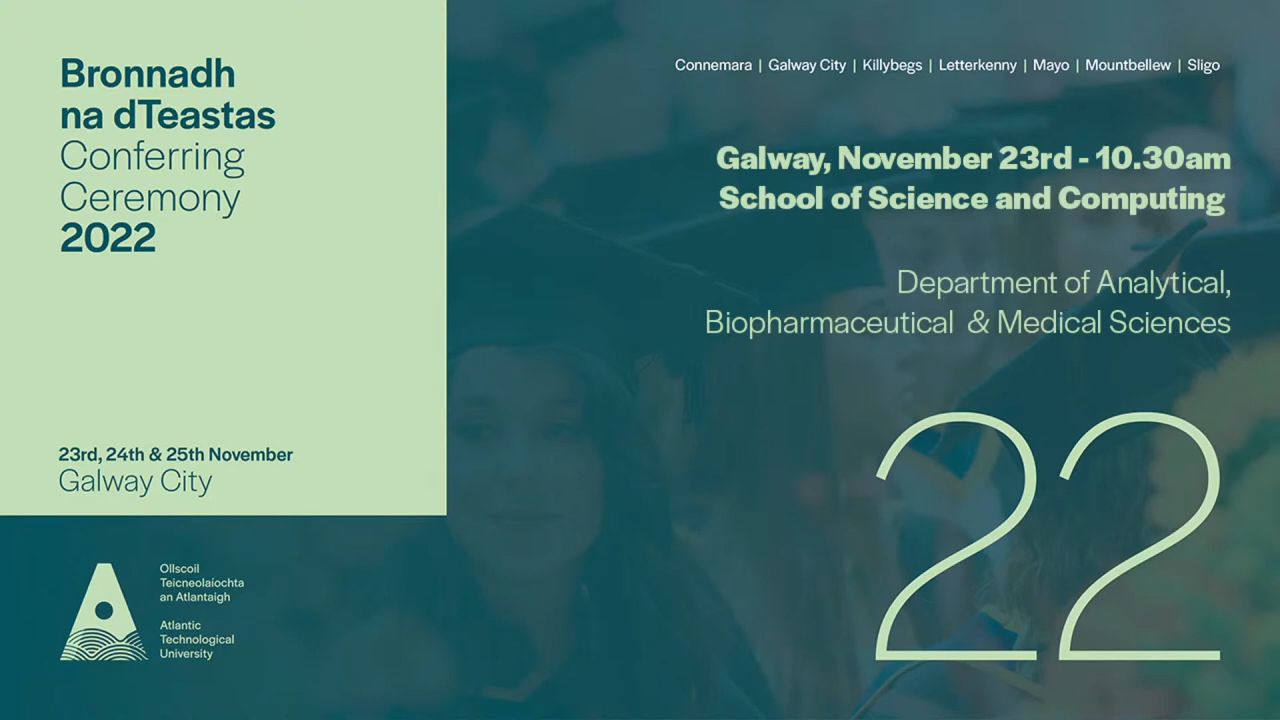 Bronnadh
na dTeastas
Conferring
Ceremony
2022
23rd, 24th & 25th November
Galway City
Ollscoil
Teicneolaíochta
an Atlantaigh
Atlantic
Technological
University
Connemara | Galway City | Killybegs | Letterkenny | Mayo | Mountbellew | Sligo
Galway, November 23rd - 10.30am
School of Science and Computing
Department of Analytical,
Biopharmaceutical & Medical Sciences
22